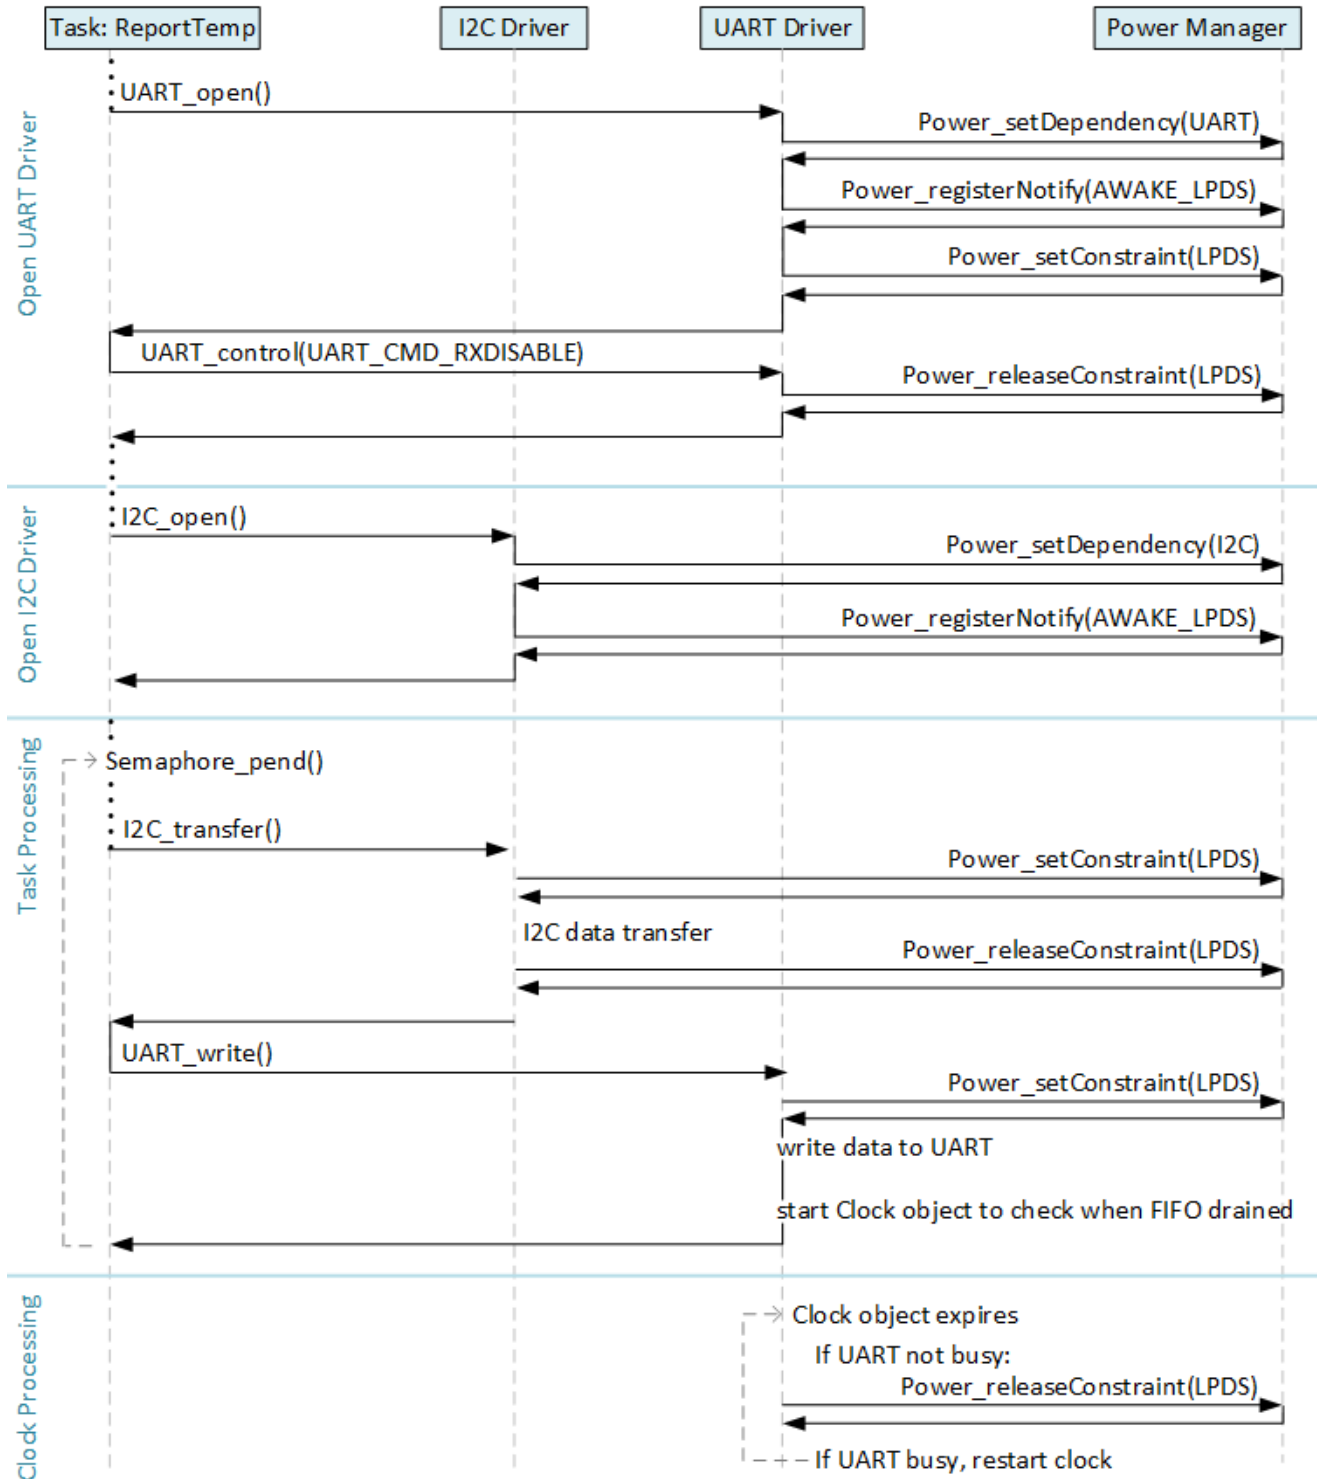 Task: ReportTemp
I2C Driver
UART Driver
Power Manager
Open UART Driver
UART_open()
Power_setDependency(UART)
Power_registerNotify(AWAKE_LPDS)
Power_setConstraint(LPDS)
UART_control(UART_CMD_RXDISABLE)
Power_releaseConstraint(LPDS)
Open I2C Driver
I2C_open()
Power_setDependency(I2C)
Power_registerNotify(AWAKE_LPDS)
Task Processing
Semaphore_pend()
I2C_transfer()
Power_setConstraint(LPDS)
I2C data transfer
Power_releaseConstraint(LPDS)
UART_write()
Power_setConstraint(LPDS)
write data to UART
start Clock object to check when FIFO drained
Clock Processing
Clock object expires
If UART not busy:
Power_releaseConstraint(LPDS)
If UART busy, restart clock